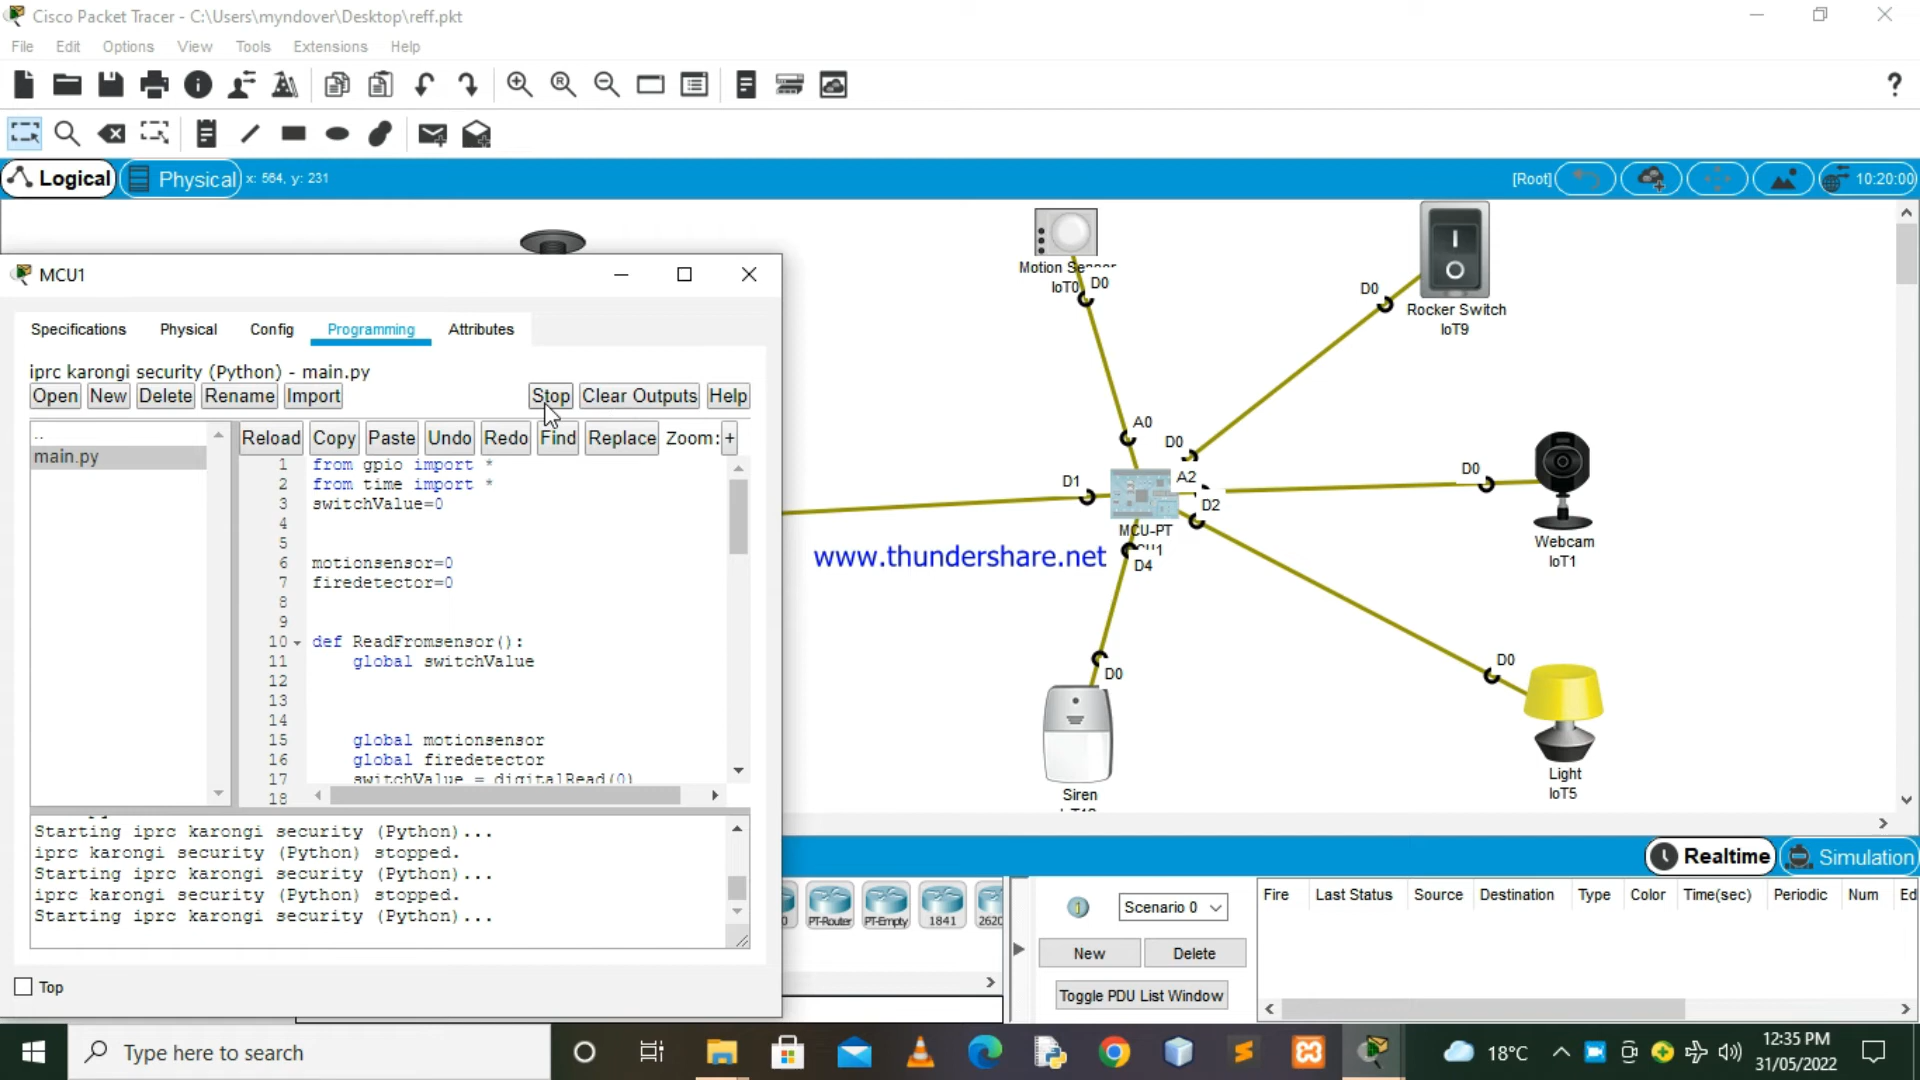 Cisco Packet Tracer - C:\Users\myndover\Desktop\reff.pkt
File Edit Options View Tools Extensions Help
?
Logical Physical x: 564, y: 231 [Root] 10:20:00
MCU1
Specifications Physical Config Programming Attributes
iprc karongi security (Python) - main.py
Open New Delete Rename Import Stop Clear Outputs Help
Reload Copy Paste Undo Redo Find Replace Zoom: +
..
main.py
1 from gpio import *
2 from time import *
3 switchValue=0
4
5
6 motionsensor=0
7 firedetector=0
8
9
10 def ReadFromsensor():
11 global switchValue
12
13
14
15 global motionsensor
16 global firedetector
17 switchValue = digitalRead(0)
18
Starting iprc karongi security (Python)...
iprc karongi security (Python) stopped.
Starting iprc karongi security (Python)...
iprc karongi security (Python) stopped.
Starting iprc karongi security (Python)...
Top
Motion Sensor
IoT0
D0
Rocker Switch
IoT9
D0
A0
D0
D1
A2
D2
MCU-PT
MCU1
D4
D0
Webcam
IoT1
D0
Light
IoT5
D0
Siren
www.thundershare.net
Realtime Simulation
PT-Router PT-Empty 1841 2620
Scenario 0
New Delete
Toggle PDU List Window
Fire Last Status Source Destination Type Color Time(sec) Periodic Num Ed
Type here to search
18°C
12:35 PM
31/05/2022